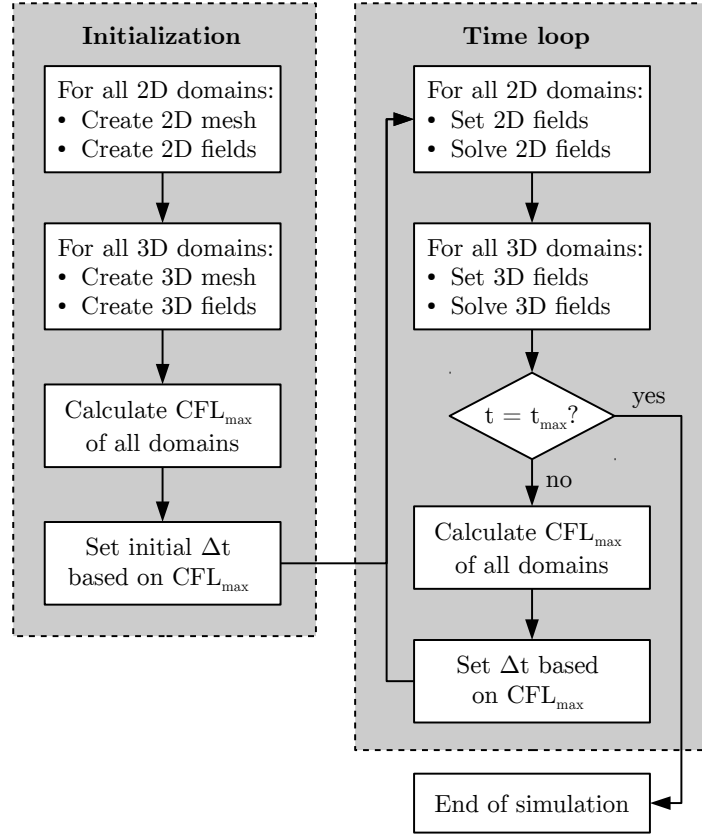 Initialization
For all 2D domains:
• Create 2D mesh
• Create 2D fields
For all 3D domains:
• Create 3D mesh
• Create 3D fields
Calculate CFLmax
of all domains
Set initial Δt
based on CFLmax
Time loop
For all 2D domains:
• Set 2D fields
• Solve 2D fields
For all 3D domains:
• Set 3D fields
• Solve 3D fields
t = tmax?
yes
no
Calculate CFLmax
of all domains
Set Δt based
on CFLmax
End of simulation